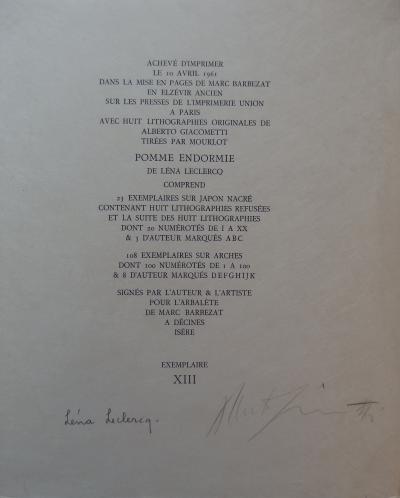 ACHEVÉ D'IMPRIMER
LE 10 AVRIL 1961
DANS LA MISE EN PAGES DE MARC BARBEZAT
EN ELZÉVIR ANCIEN
SUR LES PRESSES DE L'IMPRIMERIE UNION
A PARIS
AVEC HUIT LITHOGRAPHIES ORIGINALES DE
ALBERTO GIACOMETTI
TIRÉES PAR MOURLOT
POMME ENDORMIE
DE LÉNA LECLERCQ
COMPREND
23 EXEMPLAIRES SUR JAPON NACRÉ
CONTENANT HUIT LITHOGRAPHIES REFUSÉES
ET LA SUITE DES HUIT LITHOGRAPHIES
DONT 20 NUMÉROTÉS DE I A XX
& 3 D'AUTEUR MARQUÉS A B C
108 EXEMPLAIRES SUR ARCHES
DONT 100 NUMÉROTÉS DE 1 A 100
& 8 D'AUTEUR MARQUÉS D E F G H I J K
SIGNÉS PAR L'AUTEUR & L'ARTISTE
POUR L'ARBALÈTE
DE MARC BARBEZAT
A DÉCINES
ISÈRE
EXEMPLAIRE
XIII
Léna Leclercq.